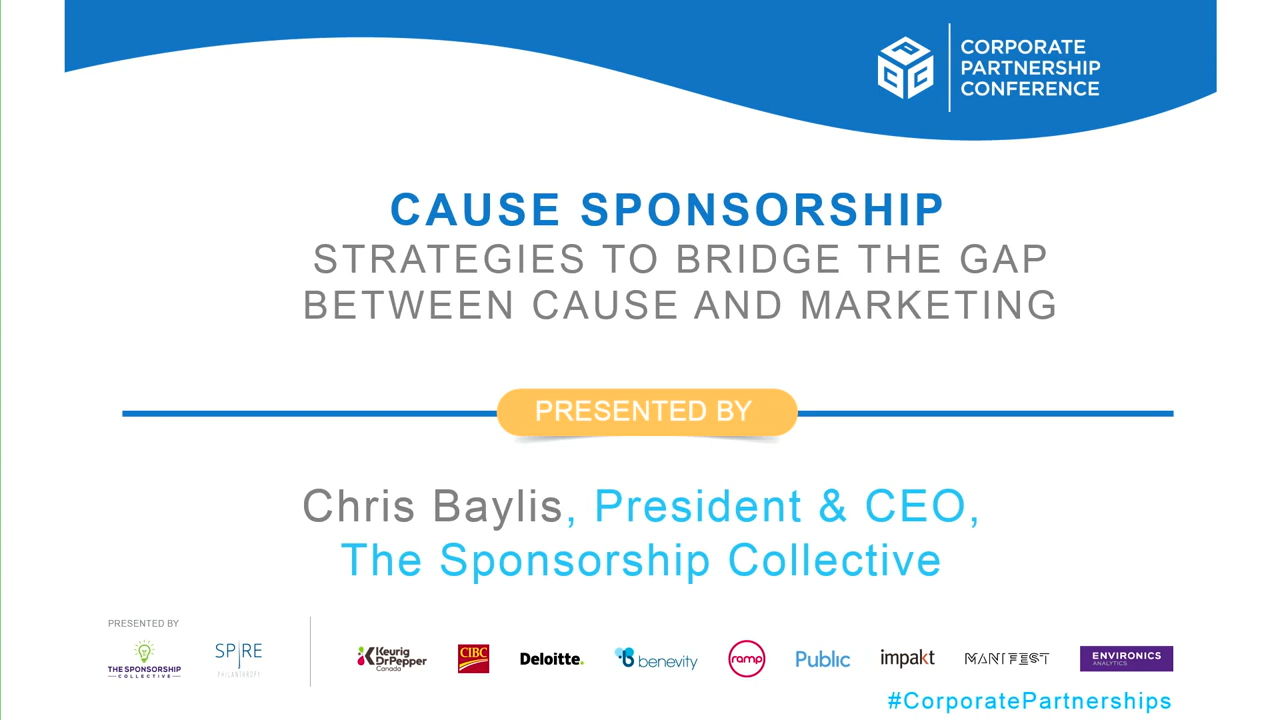 PCC
CORPORATE
PARTNERSHIP
CONFERENCE
CAUSE SPONSORSHIP
STRATEGIES TO BRIDGE THE GAP
BETWEEN CAUSE AND MARKETING
PRESENTED BY
Chris Baylis, President & CEO,
The Sponsorship Collective
PRESENTED BY
THE SPONSORSHIP
COLLECTIVE
SPIRE
PHILANTHROPY
Keurig
DrPepper
Canada
CIBC
Deloitte.
benevity
ramp
Public
impakt
MANIFEST
ENVIRONICS
ANALYTICS
#CorporatePartnerships